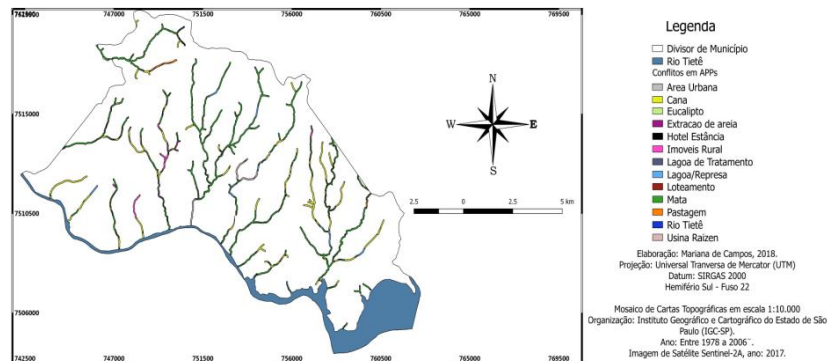 747000 751500 756000 760500 769500
Legenda
Divisor de Município
Rio Tietê
Conflitos em APPs
Area Urbana
Cana
Eucalipto
Extracao de areia
Hotel Estância
Imoveis Rural
Lagoa de Tratamento
Lagoa/Represa
Loteamento
Mata
Pastagem
Rio Tietê
Usina Raizen
N
W E
S
7515000
2.5 0 2.5 5 km
7510500
7506000
742500 747000 751500 756000 760500 765000 769500
Elaboração: Mariana de Campos, 2018.
Projeção: Universal Tranversa de Mercator (UTM)
Datum: SIRGAS 2000
Hemifério Sul - Fuso 22
Mosaico de Cartas Topográficas em escala 1:10.000
Organização: Instituto Geográfico e Cartográfico do Estado de São
Paulo (IGC-SP).
Ano: Entre 1978 a 2006¨.
Imagem de Satélite Sentinel-2A, ano: 2017.